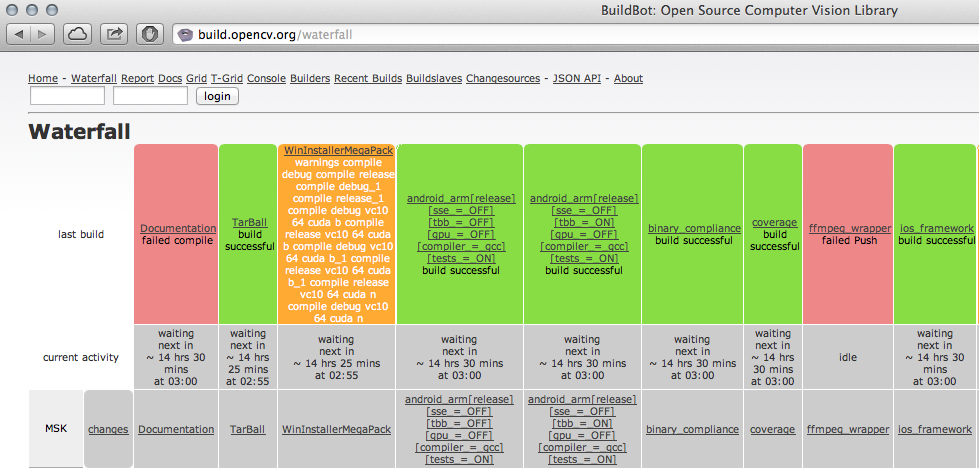 BuildBot: Open Source Computer Vision Library
build.opencv.org/waterfall
Home - Waterfall Report Docs Grid T-Grid Console Builders Recent Builds Buildslaves Changesources - JSON API - About
login
Waterfall
last build
Documentation
failed compile
TarBall
build
successful
WinInstallerMegaPack
warnings compile
debug compile release
compile debug_1
compile release_1
compile debug vc10
64 cuda b compile
release vc10 64 cuda
b compile debug vc10
64 cuda b_1 compile
release vc10 64 cuda
b_1 compile release
vc10 64 cuda n
compile debug vc10
64 cuda n
android_arm[release]
[sse_=_OFF]
[tbb_=_OFF]
[gpu_=_OFF]
[compiler_=_gcc]
[tests_=_ON]
build successful
android_arm[release]
[sse_=_OFF]
[tbb_=_ON]
[gpu_=_OFF]
[compiler_=_gcc]
[tests_=_ON]
build successful
binary_compliance
build successful
coverage
build
successful
ffmpeg_wrapper
failed Push
ios_framework
build successful
current activity
waiting
next in
~ 14 hrs 30
mins
at 03:00
waiting
next in
~ 14 hrs
25 mins
at 02:55
waiting
next in
~ 14 hrs 25 mins
at 02:55
waiting
next in
~ 14 hrs 30 mins
at 03:00
waiting
next in
~ 14 hrs 30 mins
at 03:00
waiting
next in
~ 14 hrs 30 mins
at 03:00
waiting
next in
~ 14 hrs
30 mins
at 03:00
idle
waiting
next in
~ 14 hrs 30
mins
at 03:00
MSK
changes
Documentation
TarBall
WinInstallerMegaPack
android_arm[release]
[sse_=_OFF]
[tbb_=_OFF]
[gpu_=_OFF]
[compiler_=_gcc]
[tests_=_ON]
android_arm[release]
[sse_=_OFF]
[tbb_=_ON]
[gpu_=_OFF]
[compiler_=_gcc]
[tests_=_ON]
binary_compliance
coverage
ffmpeg_wrapper
ios_framework